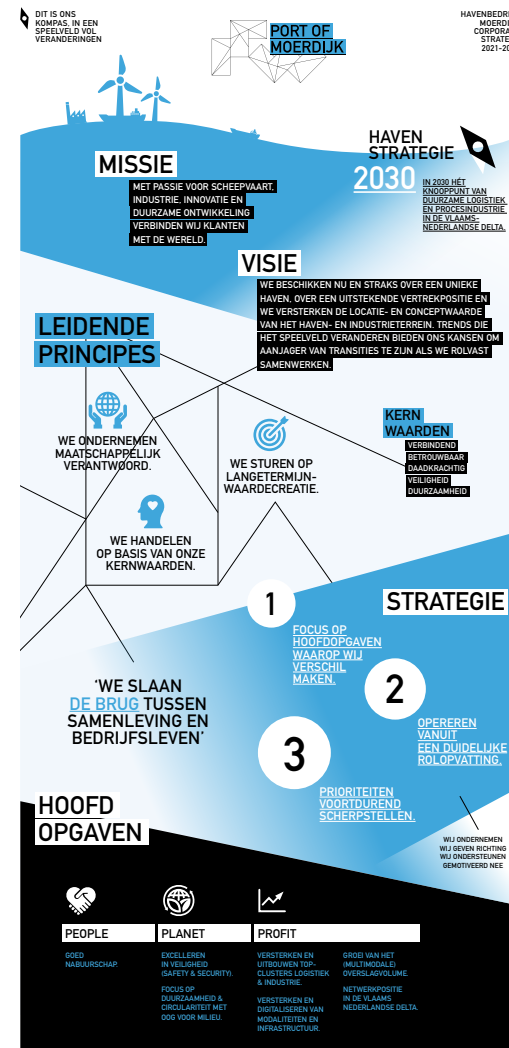 DIT IS ONS
KOMPAS, IN EEN
SPEELVELD VOL
VERANDERINGEN
PORT OF
MOERDIJK
HAVENBEDRI
MOERD
CORPORA
STRATE
2021-20
HAVEN
STRATEGIE
2030
IN 2030 HÉT
KNOOPPUNT VAN
DUURZAME LOGISTIEK
EN PROCESINDUSTRIE
IN DE VLAAMS-
NEDERLANDSE DELTA.
MISSIE
MET PASSIE VOOR SCHEEPVAART,
INDUSTRIE, INNOVATIE EN
DUURZAME ONTWIKKELING
VERBINDEN WIJ KLANTEN
MET DE WERELD.
VISIE
WE BESCHIKKEN NU EN STRAKS OVER EEN UNIEKE
HAVEN, OVER EEN UITSTEKENDE VERTREKPOSITIE EN
WE VERSTERKEN DE LOCATIE- EN CONCEPTWAARDE
VAN HET HAVEN- EN INDUSTRIETERREIN. TRENDS DIE
HET SPEELVELD VERANDEREN BIEDEN ONS KANSEN OM
AANJAGER VAN TRANSITIES TE ZIJN ALS WE ROLVAST
SAMENWERKEN.
LEIDENDE
PRINCIPES
WE ONDERNEMEN
MAATSCHAPPELIJK
VERANTWOORD.
WE STUREN OP
LANGETERMIJN-
WAARDECREATIE.
WE HANDELEN
OP BASIS VAN ONZE
KERNWAARDEN.
KERN
WAARDEN
VERBINDEND
BETROUWBAAR
DAADKRACHTIG
VEILIGHEID
DUURZAAMHEID
STRATEGIE
1
FOCUS OP
HOOFDOPGAVEN
WAAROP WIJ
VERSCHIL
MAKEN.
2
OPEREREN
VANUIT
EEN DUIDELIJKE
ROLOPVATTING.
3
PRIORITEITEN
VOORTDUREND
SCHERPSTELLEN.
'WE SLAAN
DE BRUG TUSSEN
SAMENLEVING EN
BEDRIJFSLEVEN'
WIJ ONDERNEMEN
WIJ GEVEN RICHTING
WIJ ONDERSTEUNEN
GEMOTIVEERD NEE
HOOFD
OPGAVEN
PEOPLE
GOED
NABUURSCHAP.
PLANET
EXCELLEREN
IN VEILIGHEID
(SAFETY & SECURITY).
FOCUS OP
DUURZAAMHEID &
CIRCULARITEIT MET
OOG VOOR MILIEU.
PROFIT
VERSTERKEN EN
UITBOUWEN TOP-
CLUSTERS LOGISTIEK
& INDUSTRIE.
VERSTERKEN EN
DIGITALISEREN VAN
MODALITEITEN EN
INFRASTRUCTUUR.
GROEI VAN HET
(MULTIMODALE)
OVERSLAGVOLUME.
NETWERKPOSITIE
IN DE VLAAMS
NEDERLANDSE DELTA.